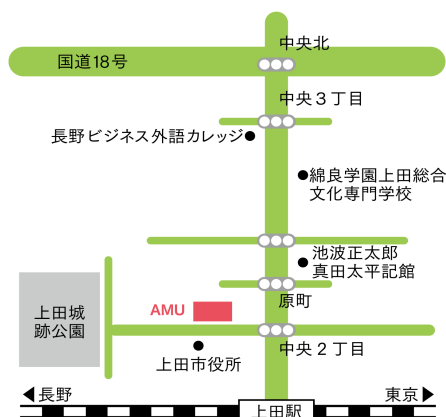 中央北
国道18号
中央3丁目
長野ビジネス外語カレッジ
綿良学園上田総合
文化専門学校
池波正太郎
真田太平記館
原町
AMU
上田城
跡公園
上田市役所
中央2丁目
長野
東京
上田駅